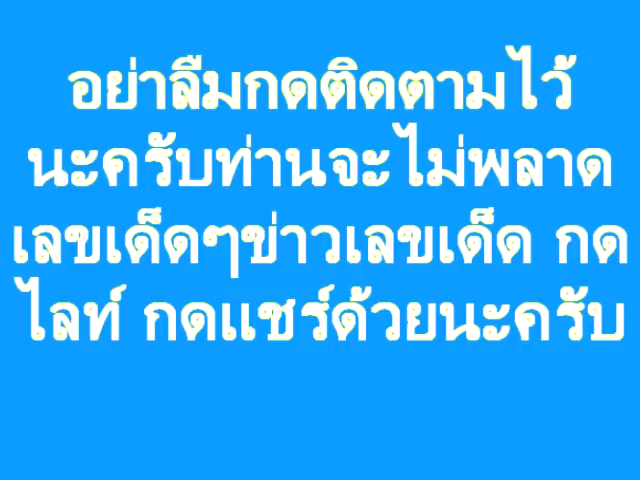 อย่าลืมกดติดตามไว้
นะครับท่านจะไม่พลาด
เลขเด็ดๆข่าวเลขเด็ด กด
ไลท์ กดแชร์ด้วยนะครับ